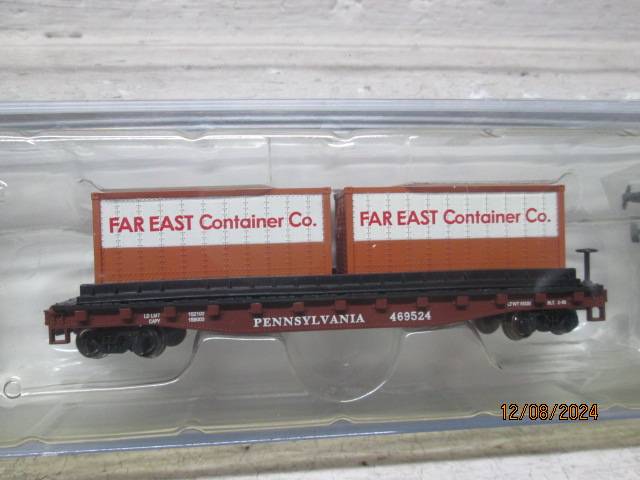 FAR EAST Container Co.
FAR EAST Container Co.
PENNSYLVANIA 469524
12/08/2024